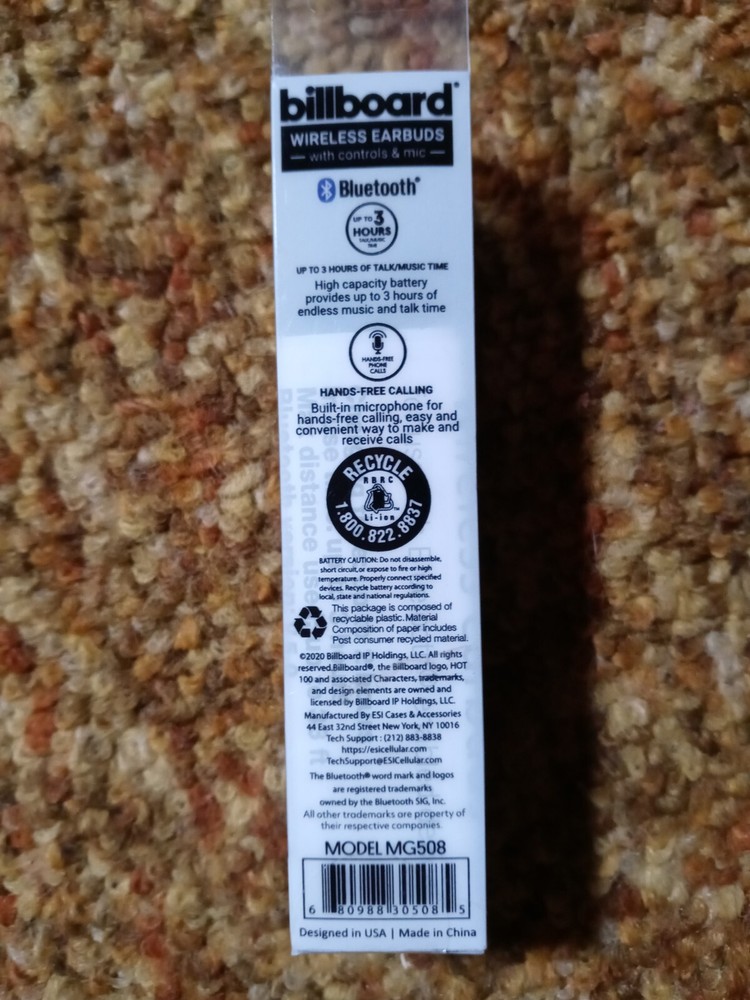 billboard®
WIRELESS EARBUDS
with controls & mic
Bluetooth®
UP TO 3
HOURS
TALK/MUSIC
TIME
UP TO 3 HOURS OF TALK/MUSIC TIME
High capacity battery
provides up to 3 hours of
endless music and talk time
HANDS-FREE
PHONE
CALLS
HANDS-FREE CALLING
Built-in microphone for
hands-free calling, easy and
convenient way to make and
receive calls
RECYCLE
RBRC
Li-ion
1.800.822.8837
BATTERY CAUTION: Do not disassemble,
short circuit,or expose to fire or high
temperature. Properly connect specified
devices. Recycle battery according to
local, state and national regulations.
This package is composed of
recyclable plastic. Material
Composition of paper includes
Post consumer recycled material.
©2020 Billboard IP Holdings, LLC. All rights
reserved.Billboard®, the Billboard logo, HOT
100 and associated Characters, trademarks,
and design elements are owned and
licensed by Billboard IP Holdings, LLC.
Manufactured By ESI Cases & Accessories
44 East 32nd Street New York, NY 10016
Tech Support : (212) 883-8838
https://esicellular.com
TechSupport@ESICellular.com
The Bluetooth® word mark and logos
are registered trademarks
owned by the Bluetooth SIG, Inc.
All other trademarks are property of
their respective companies.
MODEL MG508
6 80988 30508 5
Designed in USA | Made in China